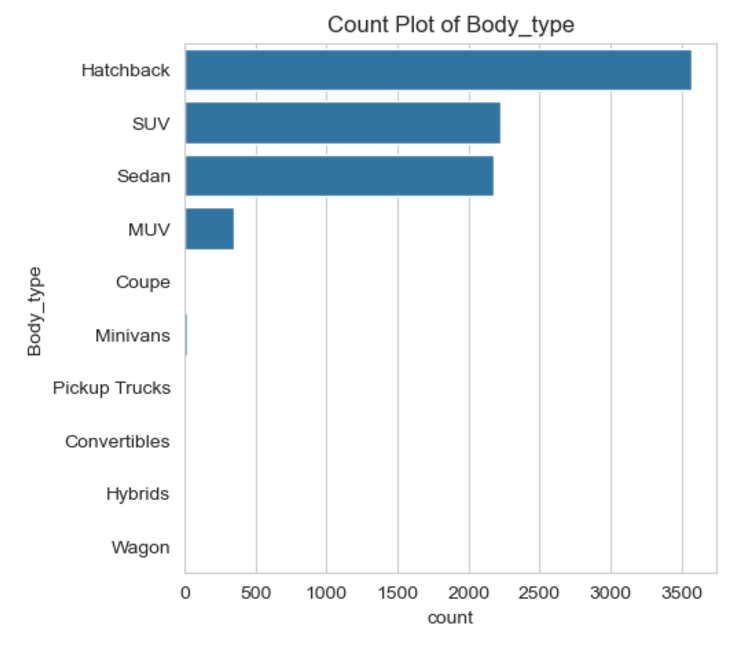 Count Plot of Body_type
Hatchback
SUV
Sedan
MUV
Coupe
Minivans
Pickup Trucks
Convertibles
Hybrids
Wagon
Body_type
0 500 1000 1500 2000 2500 3000 3500
count